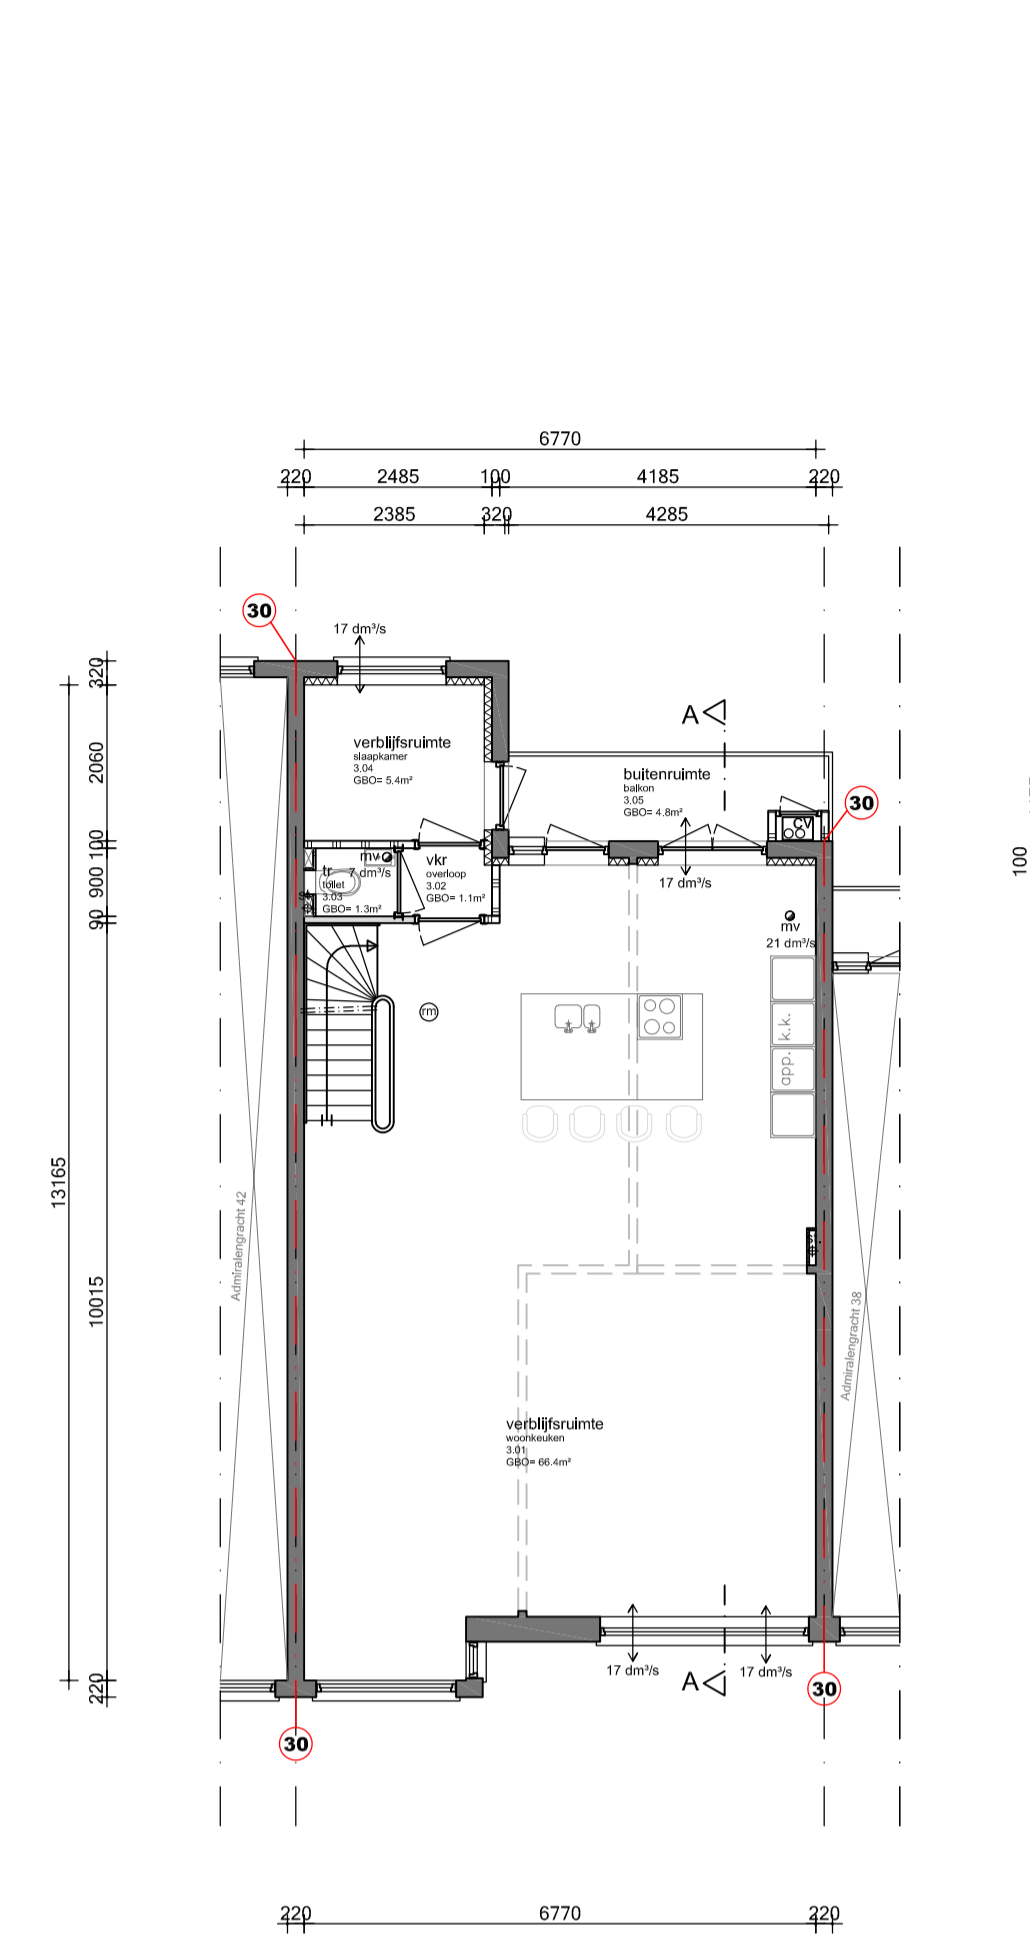 6770
220 2485 100 4185 220
2385 320 4285
30
17 dm³/s
320
A
verblijfsruimte
slaapkamer
3.04
GBO= 5.4m²
2060
buitenruimte
balkon
3.05
GBO= 4.8m²
30
CV
100
100
mv
7 dm³/s
tr
toilet
3.03
GBO= 1.3m²
vkr
overloop
3.02
GBO= 1.1m²
17 dm³/s
900
90
mv
21 dm³/s
rm
k.k.
app.
13165
Admiralengracht 42
10015
Admiralengracht 38
verblijfsruimte
woonkeuken
3.01
GBO= 66.4m²
17 dm³/s
17 dm³/s
A
220
30
30
220 6770 220